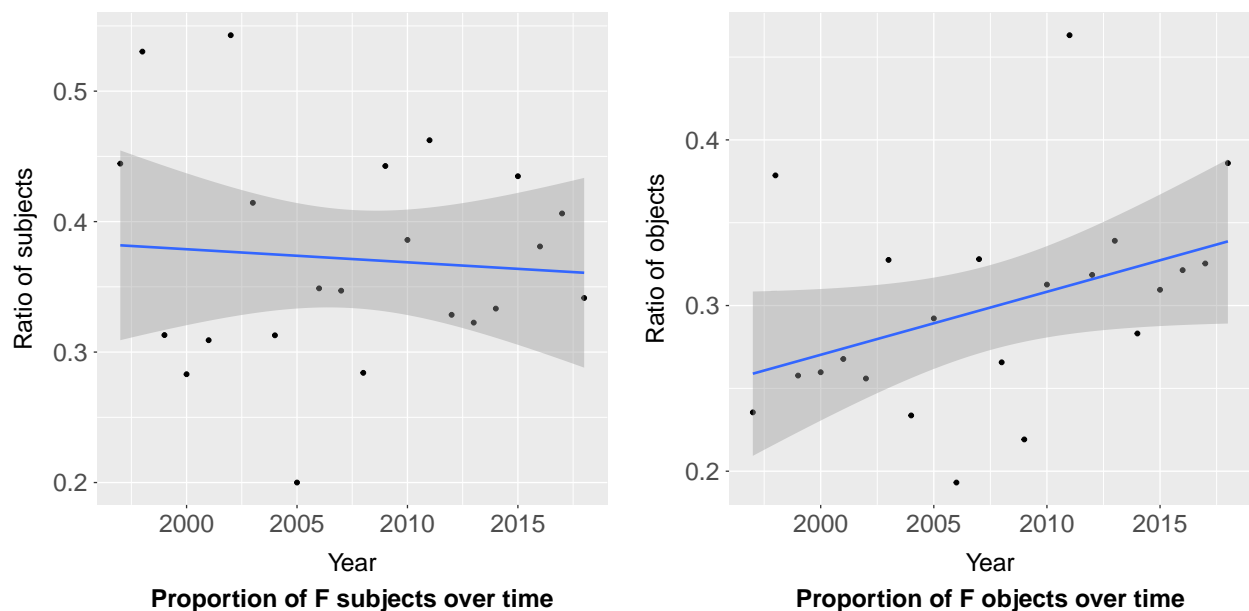 0.5
0.4
0.3
0.2
Ratio of subjects
2000 2005 2010 2015
Year
Proportion of F subjects over time
0.4
0.3
0.2
Ratio of objects
2000 2005 2010 2015
Year
Proportion of F objects over time